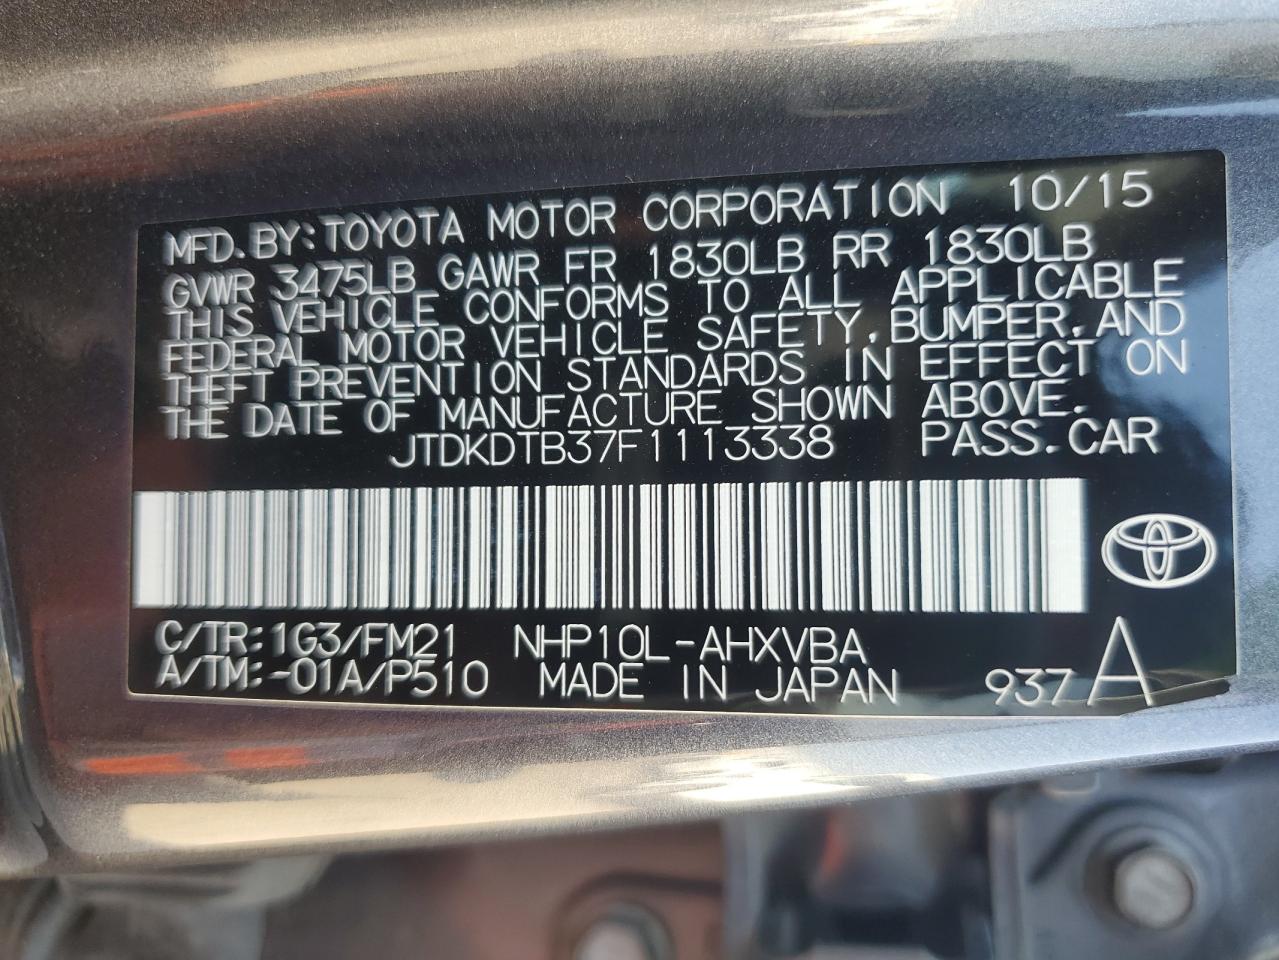 MFD.BY:TOYOTA MOTOR CORPORATION 10/15
GVWR 3475LB GAWR FR 1830LB RR 1830LB
THIS VEHICLE CONFORMS TO ALL APPLICABLE
FEDERAL MOTOR VEHICLE SAFETY,BUMPER,AND
THEFT PREVENTION STANDARDS IN EFFECT ON
THE DATE OF MANUFACTURE SHOWN ABOVE.
JTDKDTB37F1113338 PASS.CAR
C/TR:1G3/FM21 NHP10L-AHXVBA
A/TM:-01A/P510 MADE IN JAPAN 937 A